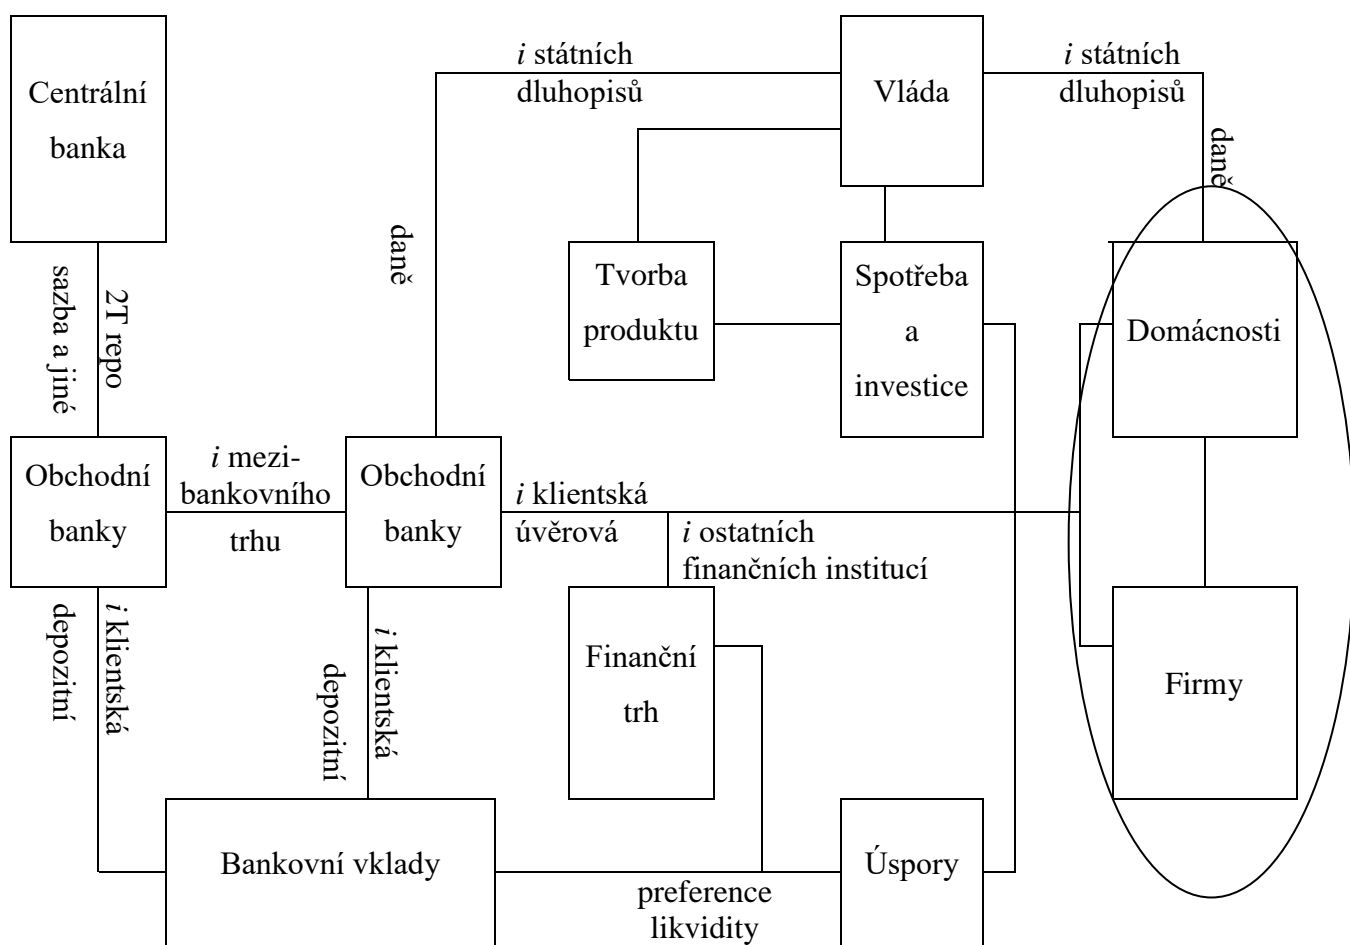 i státních
dluhopisů
i státních
dluhopisů
Centrální
banka
Vláda
daně
daně
Tvorba
produktu
Spotřeba
a
investice
Domácnosti
2T repo
sazba a jiné
Obchodní
banky
i mezi-
bankovního
trhu
Obchodní
banky
i klientská
úvěrová
i ostatních
finančních institucí
i klientská
depozitní
i klientská
depozitní
Finanční
trh
Firmy
Bankovní vklady
preference
likvidity
Úspory